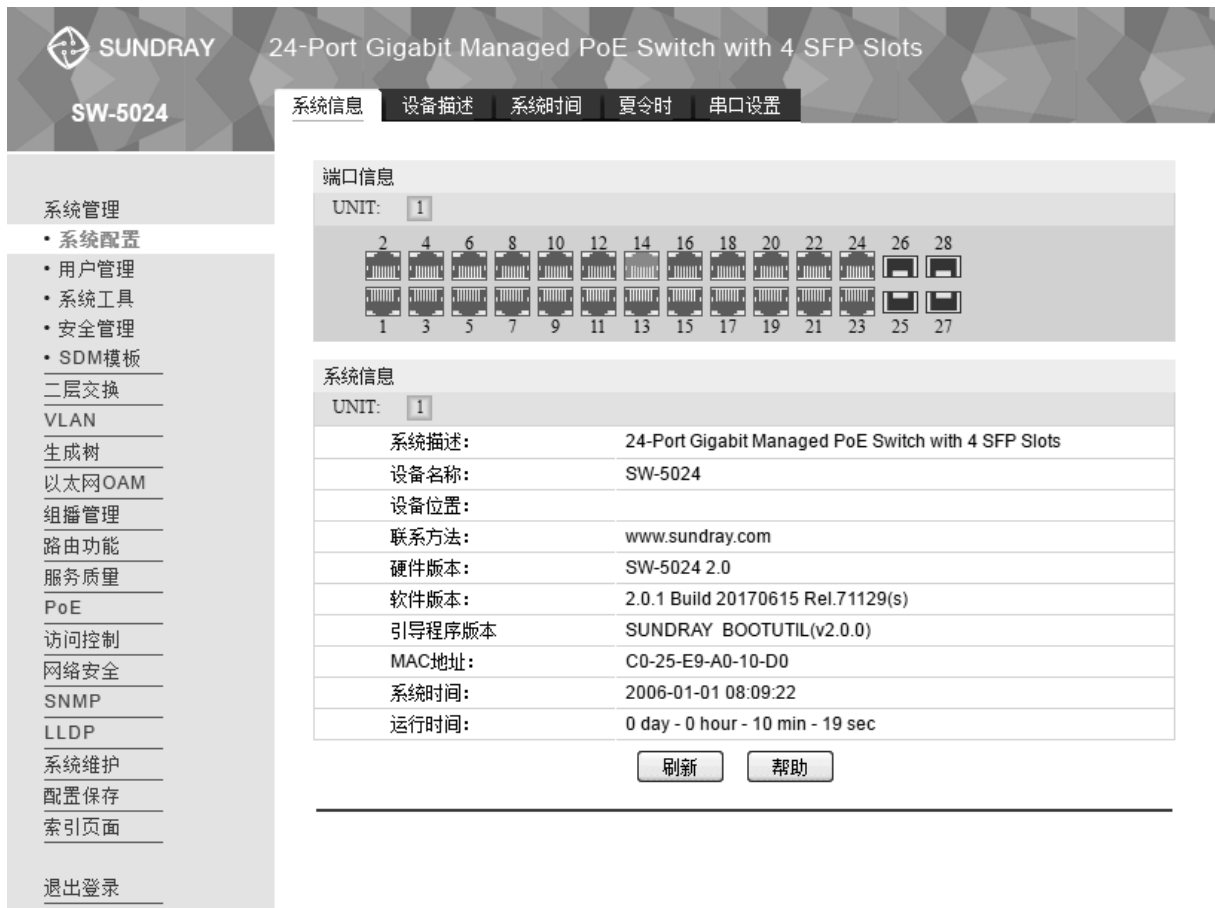 SUNDRAY
24-Port Gigabit Managed PoE Switch with 4 SFP Slots
SW-5024
系统信息 设备描述 系统时间 夏令时 串口设置
系统管理
• 系统配置
• 用户管理
• 系统工具
• 安全管理
• SDM模板
二层交换
VLAN
生成树
以太网OAM
组播管理
路由功能
服务质量
PoE
访问控制
网络安全
SNMP
LLDP
系统维护
配置保存
索引页面
退出登录
端口信息
UNIT: 1
2 4 6 8 10 12 14 16 18 20 22 24 26 28
1 3 5 7 9 11 13 15 17 19 21 23 25 27
系统信息
UNIT: 1
系统描述: 24-Port Gigabit Managed PoE Switch with 4 SFP Slots
设备名称: SW-5024
设备位置:
联系方法: www.sundray.com
硬件版本: SW-5024 2.0
软件版本: 2.0.1 Build 20170615 Rel.71129(s)
引导程序版本 SUNDRAY BOOTUTIL(v2.0.0)
MAC地址: C0-25-E9-A0-10-D0
系统时间: 2006-01-01 08:09:22
运行时间: 0 day - 0 hour - 10 min - 19 sec
刷新 帮助